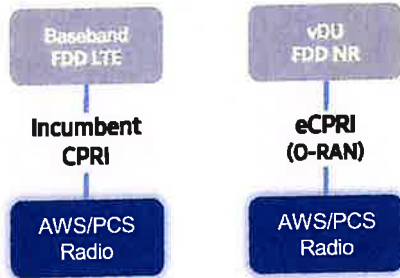 Baseband
FDD LTE
Incumbent
CPRI
AWS/PCS
Radio
vDU
FDD NR
eCPRI
(O-RAN)
AWS/PCS
Radio